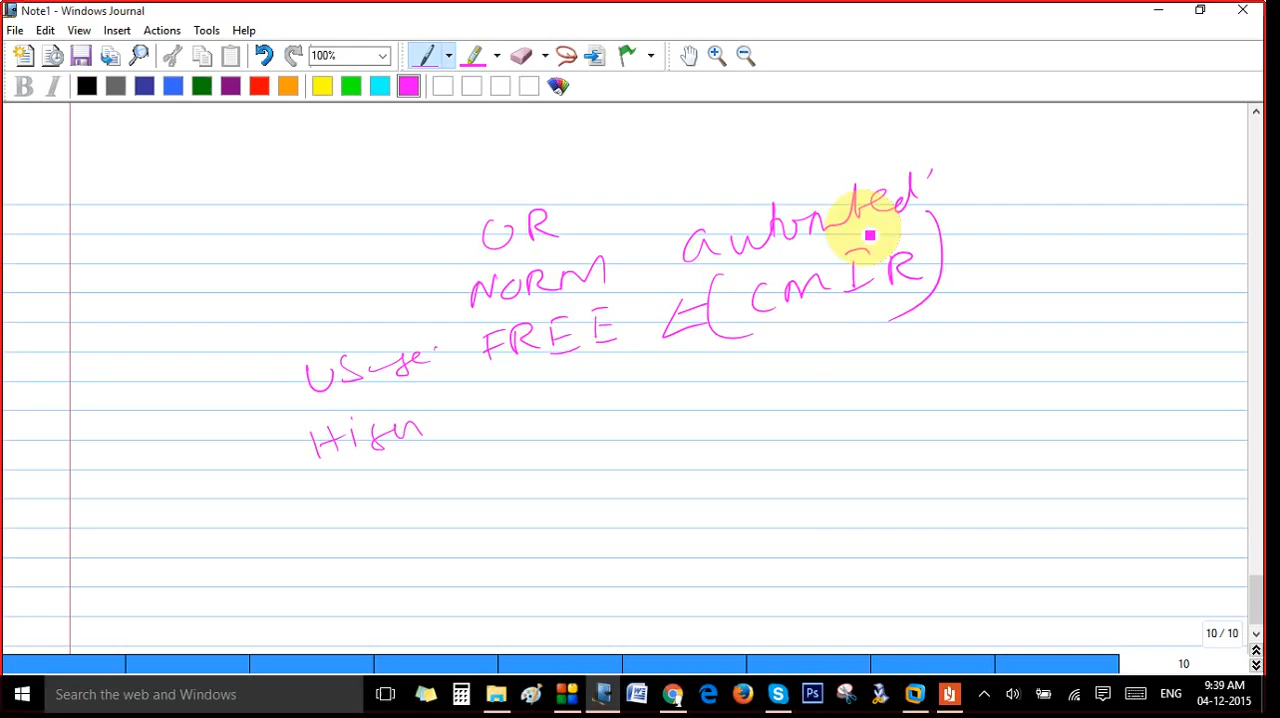 Note1 - Windows Journal
File Edit View Insert Actions Tools Help
100%
B I
OR
NORM
FREE
(CMIR)
Usage
10 / 10
10
Search the web and Windows
ENG
9:39 AM
04-12-2015